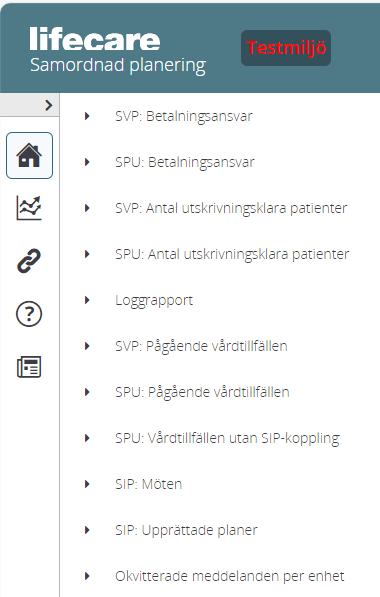 lifecare
Samordnad planering
Testmiljö
SVP: Betalningsansvar
SPU: Betalningsansvar
SVP: Antal utskrivningsklara patienter
SPU: Antal utskrivningsklara patienter
Loggrapport
SVP: Pågående vårdtillfällen
SPU: Pågående vårdtillfällen
SPU: Vårdtillfällen utan SIP-koppling
SIP: Möten
SIP: Upprättade planer
Okvitterade meddelanden per enhet